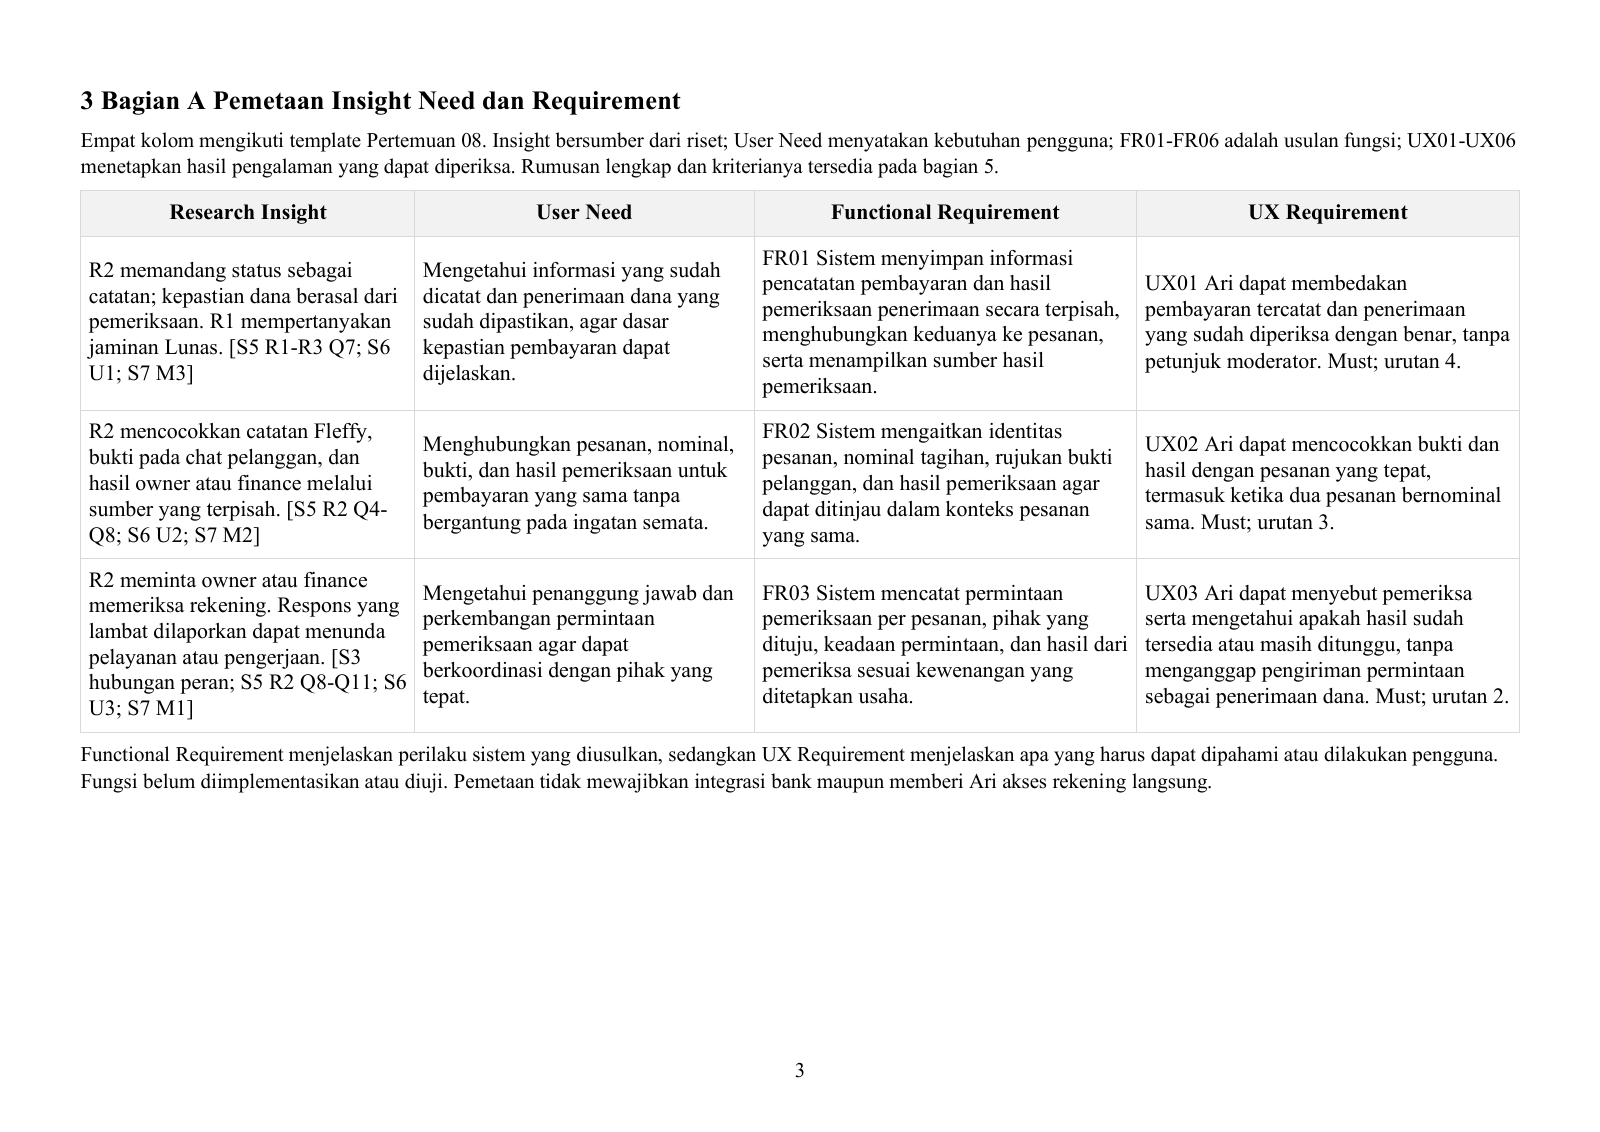 3 Bagian A Pemetaan Insight Need dan Requirement
Empat kolom mengikuti template Pertemuan 08. Insight bersumber dari riset; User Need menyatakan kebutuhan pengguna; FR01-FR06 adalah usulan fungsi; UX01-UX06
menetapkan hasil pengalaman yang dapat diperiksa. Rumusan lengkap dan kriterianya tersedia pada bagian 5.
Research Insight
User Need
Functional Requirement
UX Requirement
R2 memandang status sebagai
catatan; kepastian dana berasal dari
pemeriksaan. R1 mempertanyakan
jaminan Lunas. [S5 R1-R3 Q7; S6
U1; S7 M3]
Mengetahui informasi yang sudah
dicatat dan penerimaan dana yang
sudah dipastikan, agar dasar
kepastian pembayaran dapat
dijelaskan.
FR01 Sistem menyimpan informasi
pencatatan pembayaran dan hasil
pemeriksaan penerimaan secara terpisah,
menghubungkan keduanya ke pesanan,
serta menampilkan sumber hasil
pemeriksaan.
UX01 Ari dapat membedakan
pembayaran tercatat dan penerimaan
yang sudah diperiksa dengan benar, tanpa
petunjuk moderator. Must; urutan 4.
R2 mencocokkan catatan Fleffy,
bukti pada chat pelanggan, dan
hasil owner atau finance melalui
sumber yang terpisah. [S5 R2 Q4-
Q8; S6 U2; S7 M2]
Menghubungkan pesanan, nominal,
bukti, dan hasil pemeriksaan untuk
pembayaran yang sama tanpa
bergantung pada ingatan semata.
FR02 Sistem mengaitkan identitas
pesanan, nominal tagihan, rujukan bukti
pelanggan, dan hasil pemeriksaan agar
dapat ditinjau dalam konteks pesanan
yang sama.
UX02 Ari dapat mencocokkan bukti dan
hasil dengan pesanan yang tepat,
termasuk ketika dua pesanan bernominal
sama. Must; urutan 3.
R2 meminta owner atau finance
memeriksa rekening. Respons yang
lambat dilaporkan dapat menunda
pelayanan atau pengerjaan. [S3
hubungan peran; S5 R2 Q8-Q11; S6
U3; S7 M1]
Mengetahui penanggung jawab dan
perkembangan permintaan
pemeriksaan agar dapat
berkoordinasi dengan pihak yang
tepat.
FR03 Sistem mencatat permintaan
pemeriksaan per pesanan, pihak yang
dituju, keadaan permintaan, dan hasil dari
pemeriksa sesuai kewenangan yang
ditetapkan usaha.
UX03 Ari dapat menyebut pemeriksa
serta mengetahui apakah hasil sudah
tersedia atau masih ditunggu, tanpa
menganggap pengiriman permintaan
sebagai penerimaan dana. Must; urutan 2.
Functional Requirement menjelaskan perilaku sistem yang diusulkan, sedangkan UX Requirement menjelaskan apa yang harus dapat dipahami atau dilakukan pengguna.
Fungsi belum diimplementasikan atau diuji. Pemetaan tidak mewajibkan integrasi bank maupun memberi Ari akses rekening langsung.
3